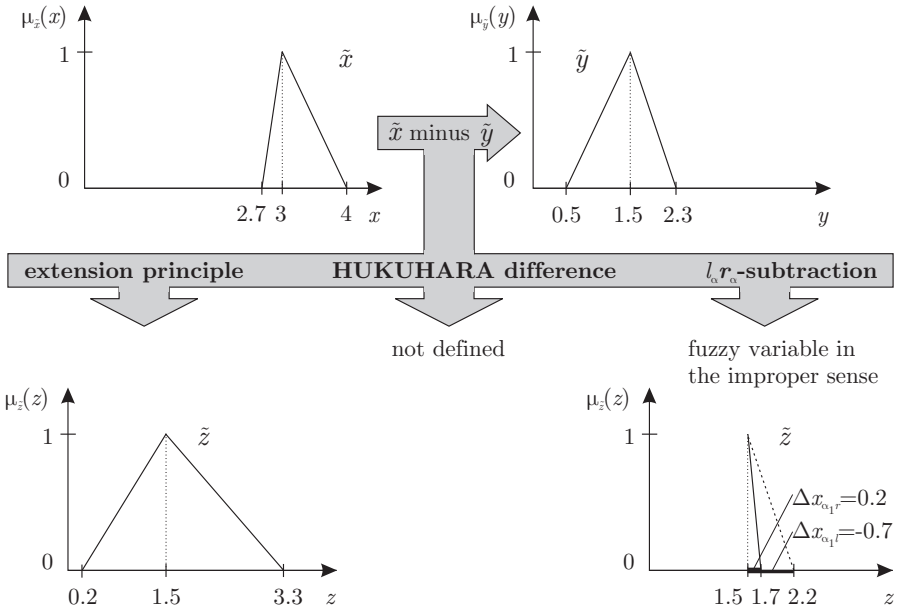 μx̃(x)
1
x̃
0
2.7 3 4 x
x̃ minus ỹ
μỹ(y)
1
ỹ
0
0.5 1.5 2.3 y
extension principle HUKUHARA difference lαrα-subtraction
not defined
fuzzy variable in
the improper sense
μz̃(z)
1
z̃
0
0.2 1.5 3.3 z
μz̃(z)
1
z̃
Δxα₁r=0.2
Δxα₁l=-0.7
0
1.5 1.7 2.2 z